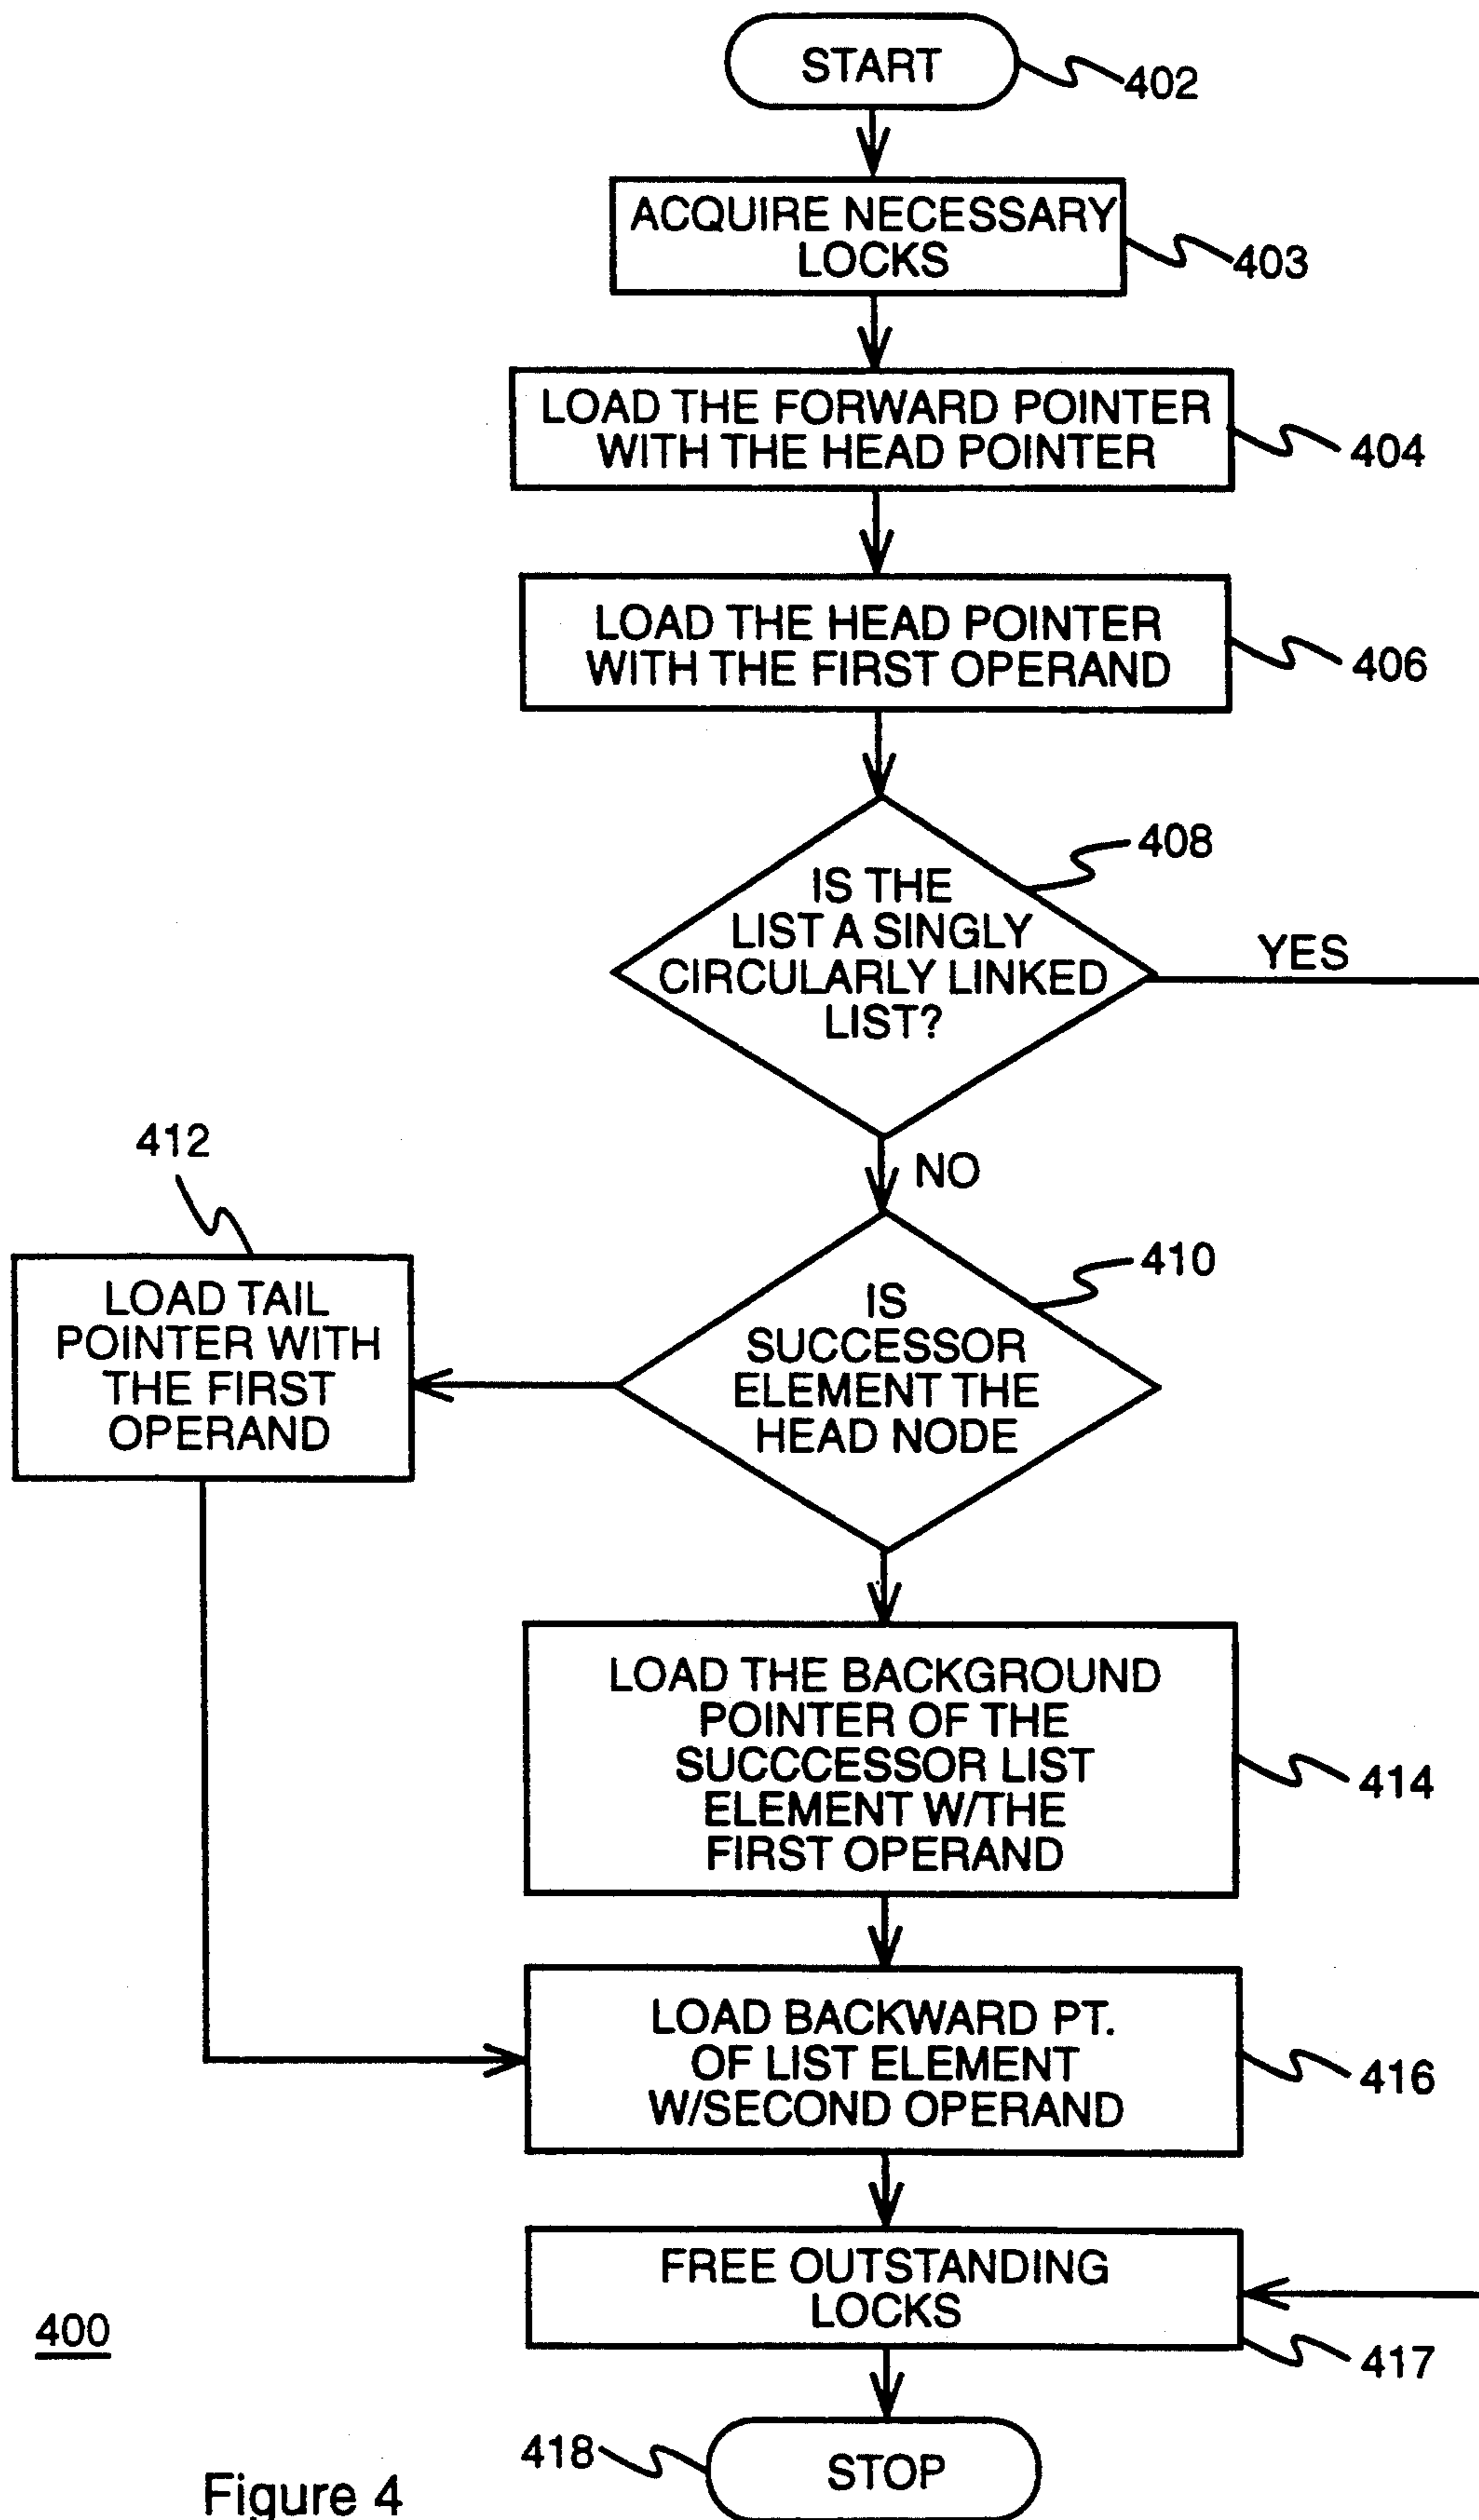 START
402
ACQUIRE NECESSARY
LOCKS
403
LOAD THE FORWARD POINTER
WITH THE HEAD POINTER
404
LOAD THE HEAD POINTER
WITH THE FIRST OPERAND
406
408
IS THE
LIST A SINGLY
CIRCULARLY LINKED
LIST?
YES
NO
412
LOAD TAIL
POINTER WITH
THE FIRST
OPERAND
410
IS
SUCCESSOR
ELEMENT THE
HEAD NODE
LOAD THE BACKGROUND
POINTER OF THE
SUCCCESSOR LIST
ELEMENT W/THE
FIRST OPERAND
414
LOAD BACKWARD PT.
OF LIST ELEMENT
W/SECOND OPERAND
416
FREE OUTSTANDING
LOCKS
417
400
418
STOP
Figure 4